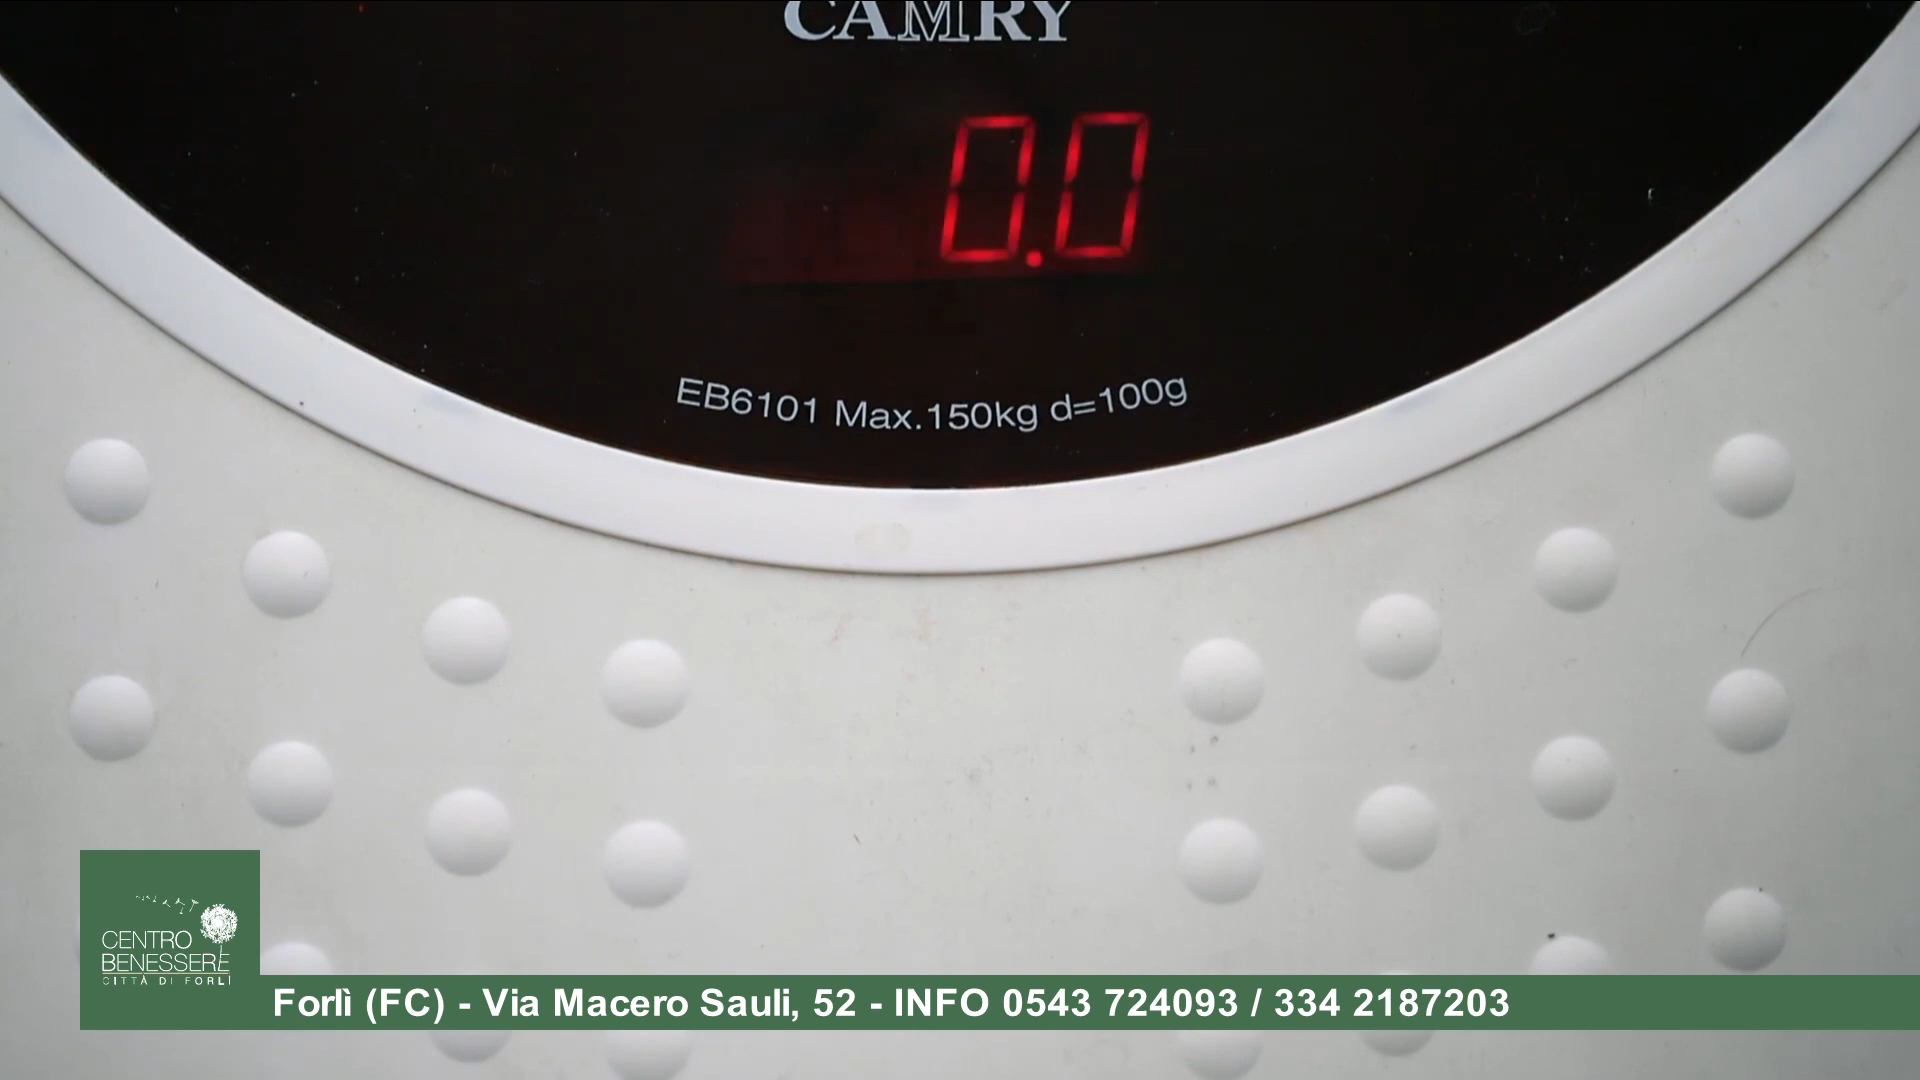 CAMRY
0.0
EB6101 Max.150kg d=100g
CENTRO
BENESSERE
CITTÀ DI FORLÌ
Forlì (FC) - Via Macero Sauli, 52 - INFO 0543 724093 / 334 2187203